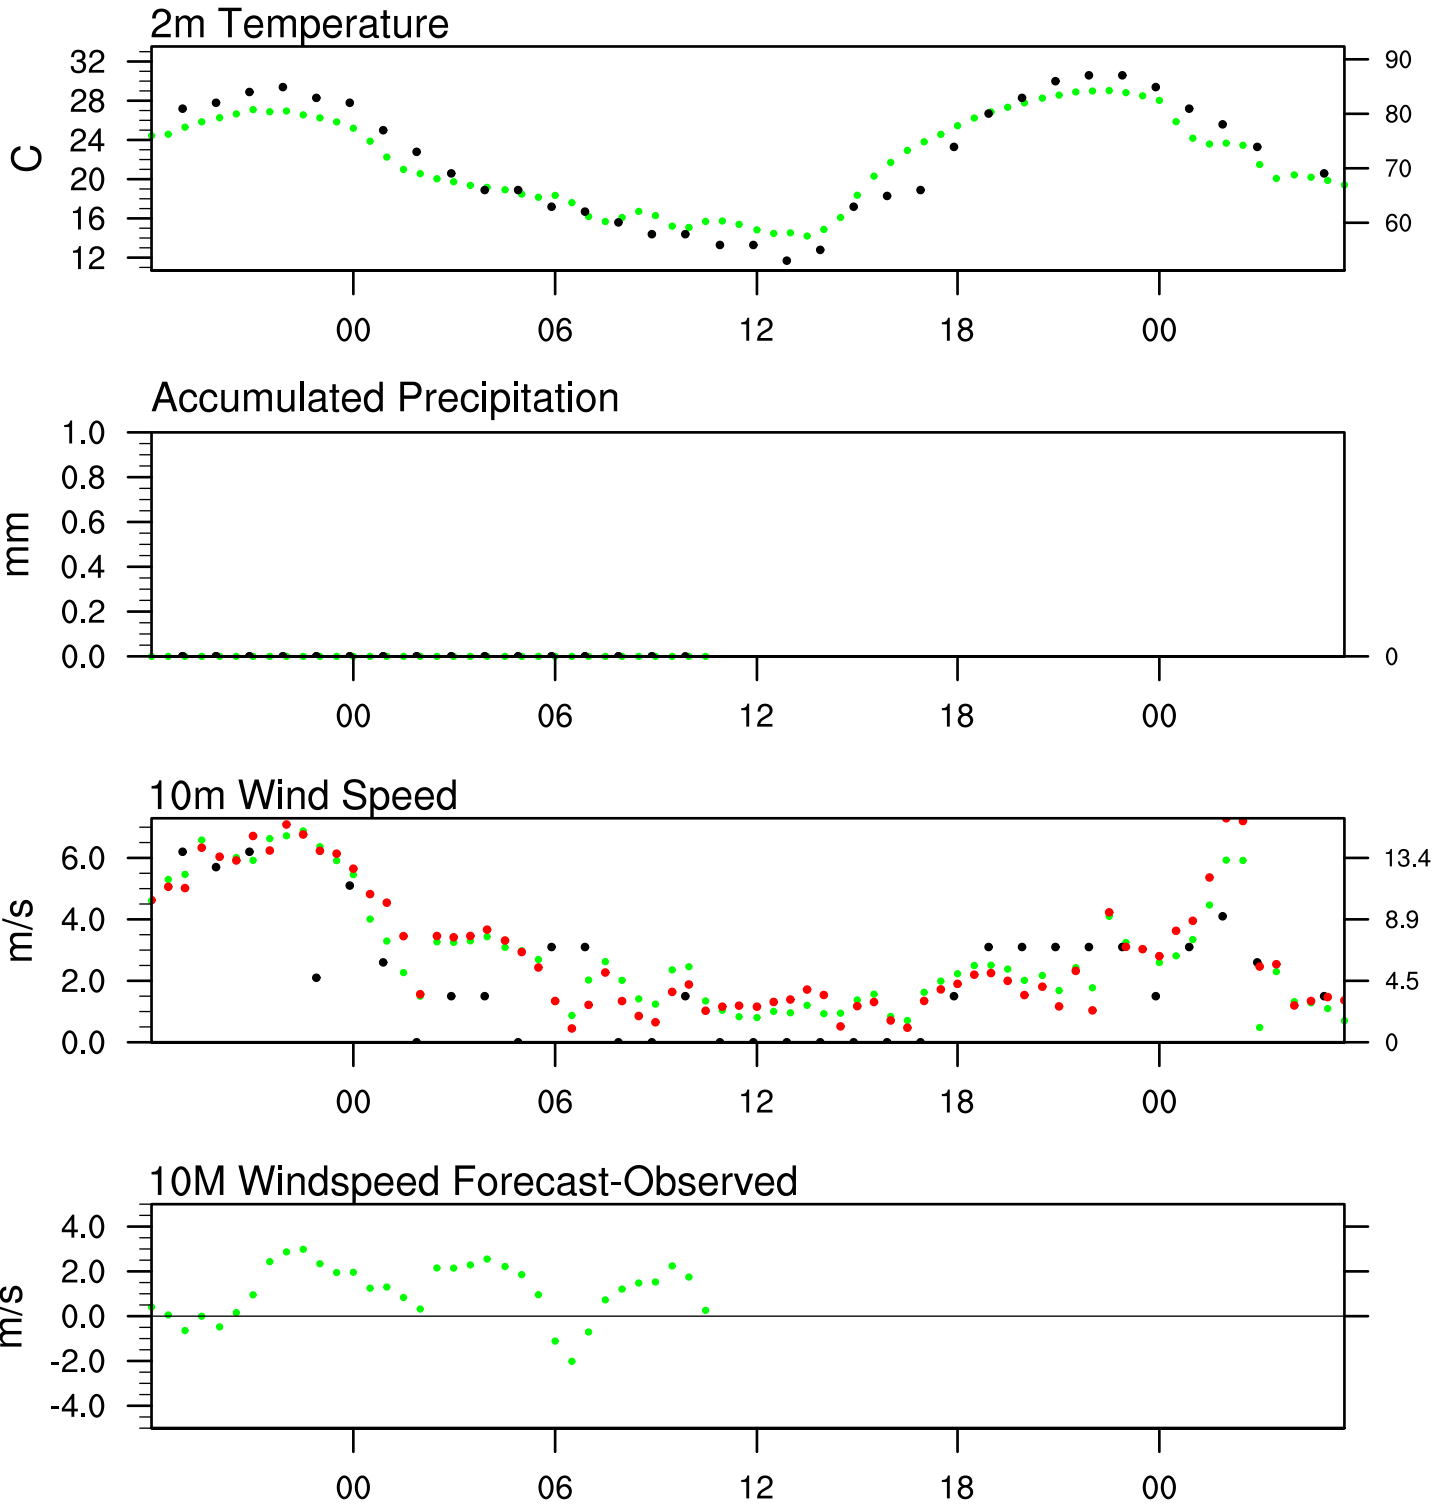 2m Temperature
32
28
24
20
16
12
C
90
80
70
60
00 06 12 18 00
Accumulated Precipitation
1.0
0.8
0.6
0.4
0.2
0.0
mm
0
00 06 12 18 00
10m Wind Speed
6.0
4.0
2.0
0.0
m/s
13.4
8.9
4.5
0
00 06 12 18 00
10M Windspeed Forecast-Observed
4.0
2.0
0.0
-2.0
-4.0
m/s
00 06 12 18 00